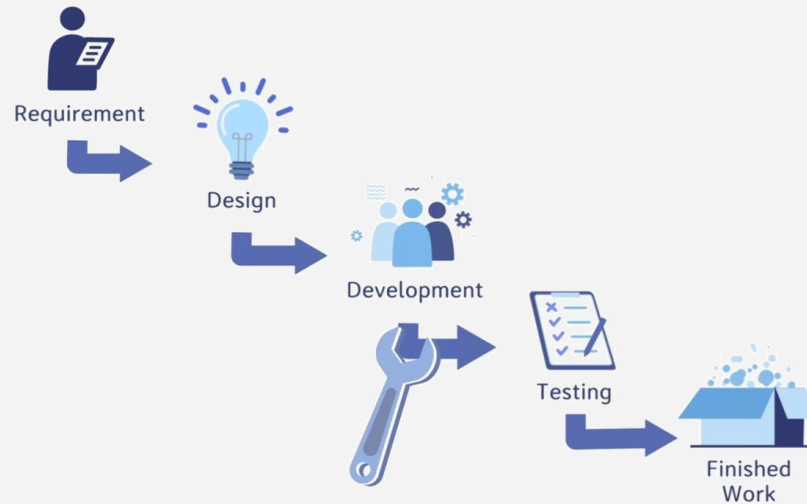 Requirement
Design
Development
Testing
Finished
Work